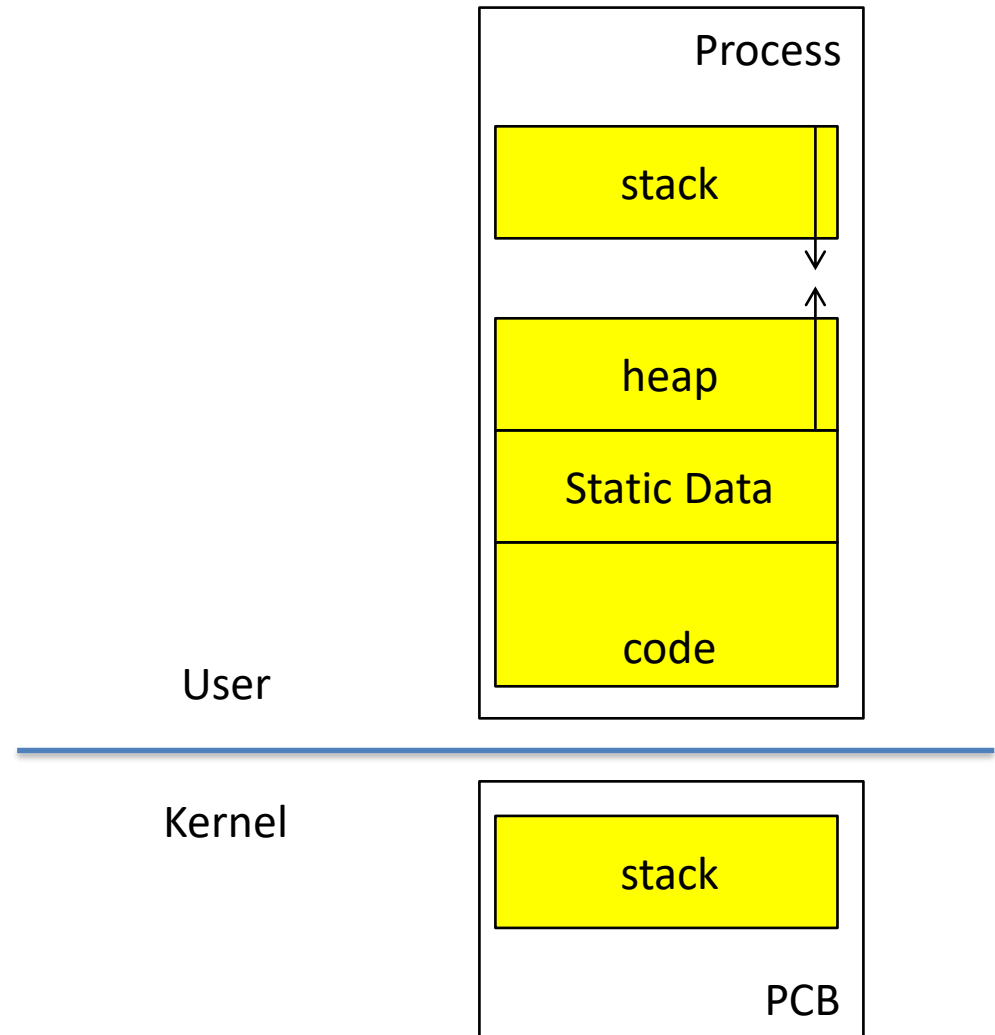 Process
stack
heap
Static Data
code
User
Kernel
stack
PCB